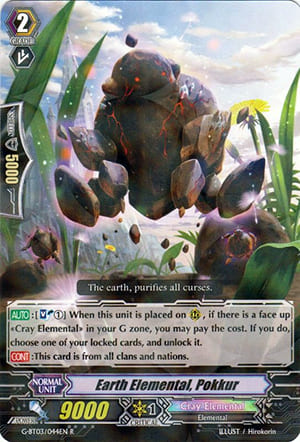 2
GRADE
5000
SHIELD
The earth, purifies all curses.
AUTO :[V ①] When this unit is placed on Ⓡ, if there is a face up
«Cray Elemental» in your G zone, you may pay the cost. If you do,
choose one of your locked cards, and unlock it.
CONT :This card is from all clans and nations.
NORMAL
UNIT
Earth Elemental, Pokkur
POWER
9000
1
CRITICAL
Cray Elemental
Elemental
G-BT03/044EN R
ILLUST / Hirokorin